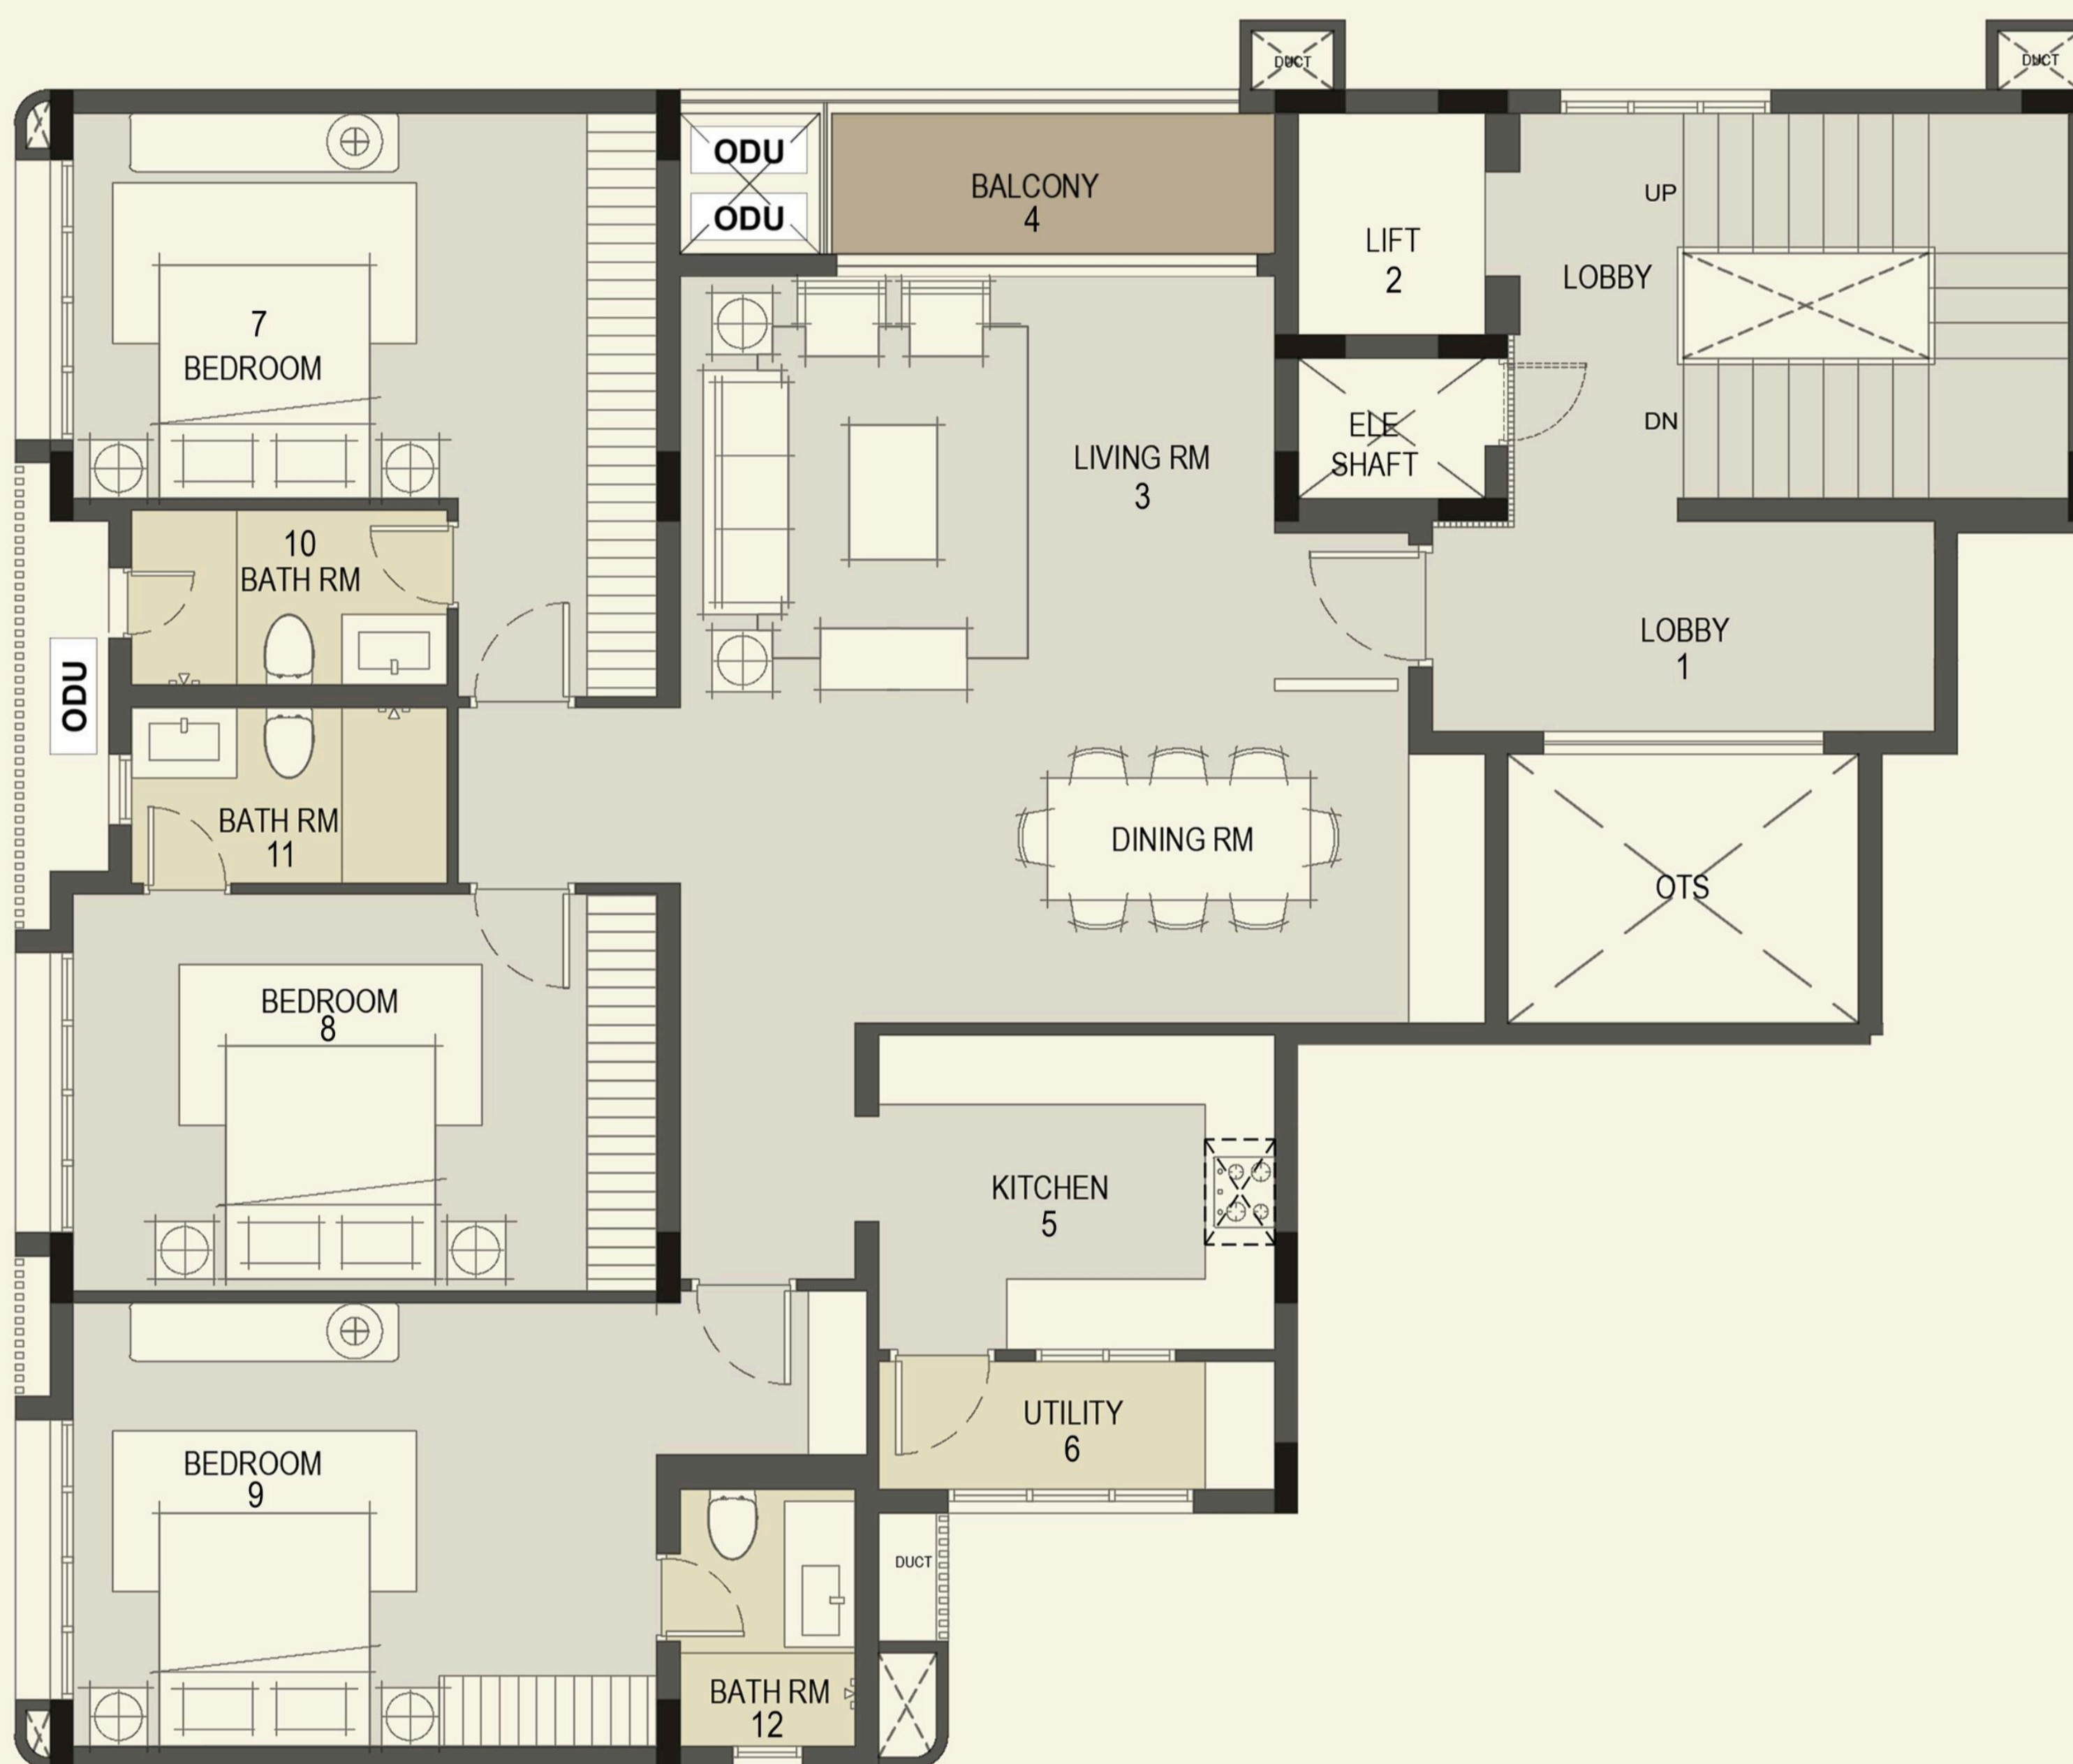 DUCT
DUCT
ODU
ODU
BALCONY
4
LIFT
2
UP
LOBBY
DN
7
BEDROOM
ELE
SHAFT
LIVING RM
3
10
BATH RM
ODU
LOBBY
1
BATH RM
11
DINING RM
OTS
BEDROOM
8
KITCHEN
5
UTILITY
6
BEDROOM
9
DUCT
BATH RM
12